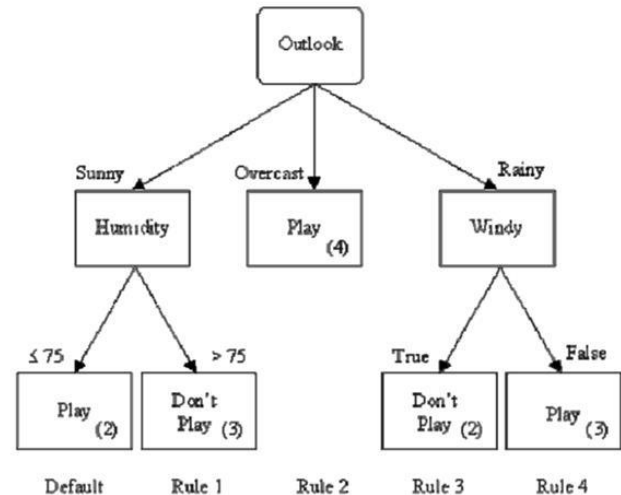 Outlook
Sunny
Overcast
Rainy
Humidity
Play
(4)
Windy
≤ 75
> 75
True
False
Play
(2)
Don't
Play (3)
Don't
Play (2)
Play
(3)
Default
Rule 1
Rule 2
Rule 3
Rule 4